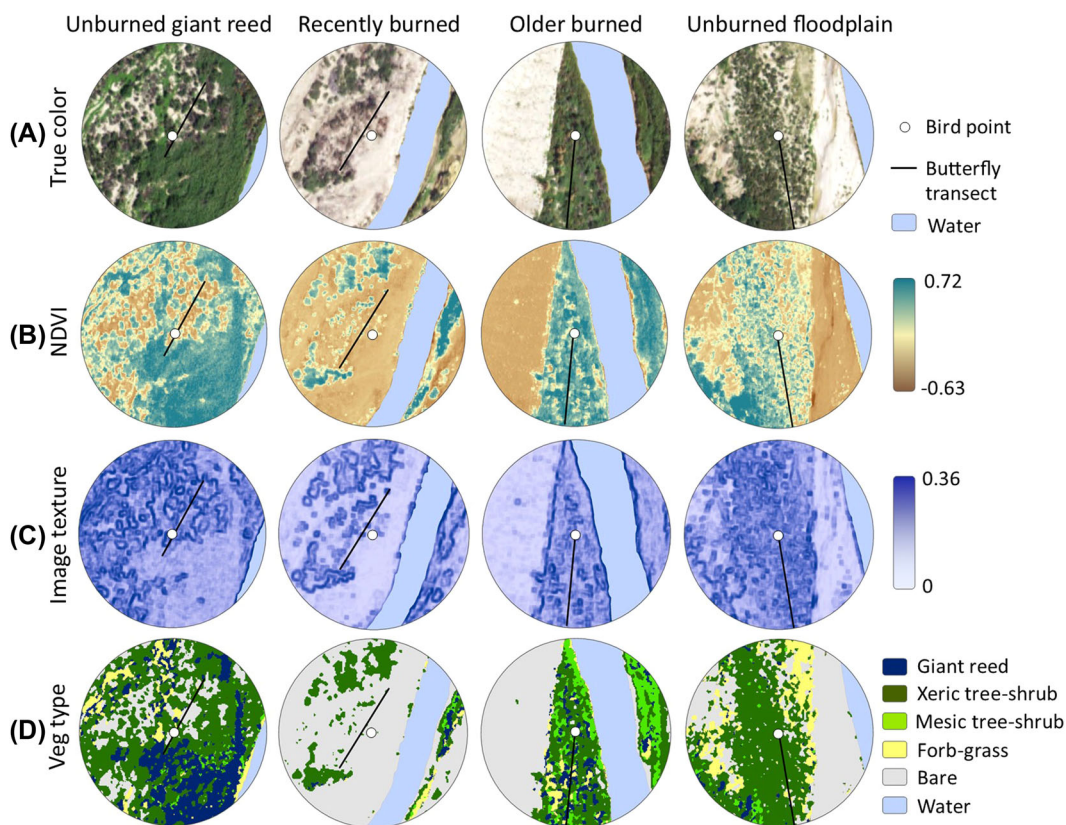 Unburned giant reed
Recently burned
Older burned
Unburned floodplain
(A)
True color
Bird point
Butterfly
transect
Water
(B)
NDVI
0.72
-0.63
(C)
Image texture
0.36
0
(D)
Veg type
Giant reed
Xeric tree-shrub
Mesic tree-shrub
Forb-grass
Bare
Water